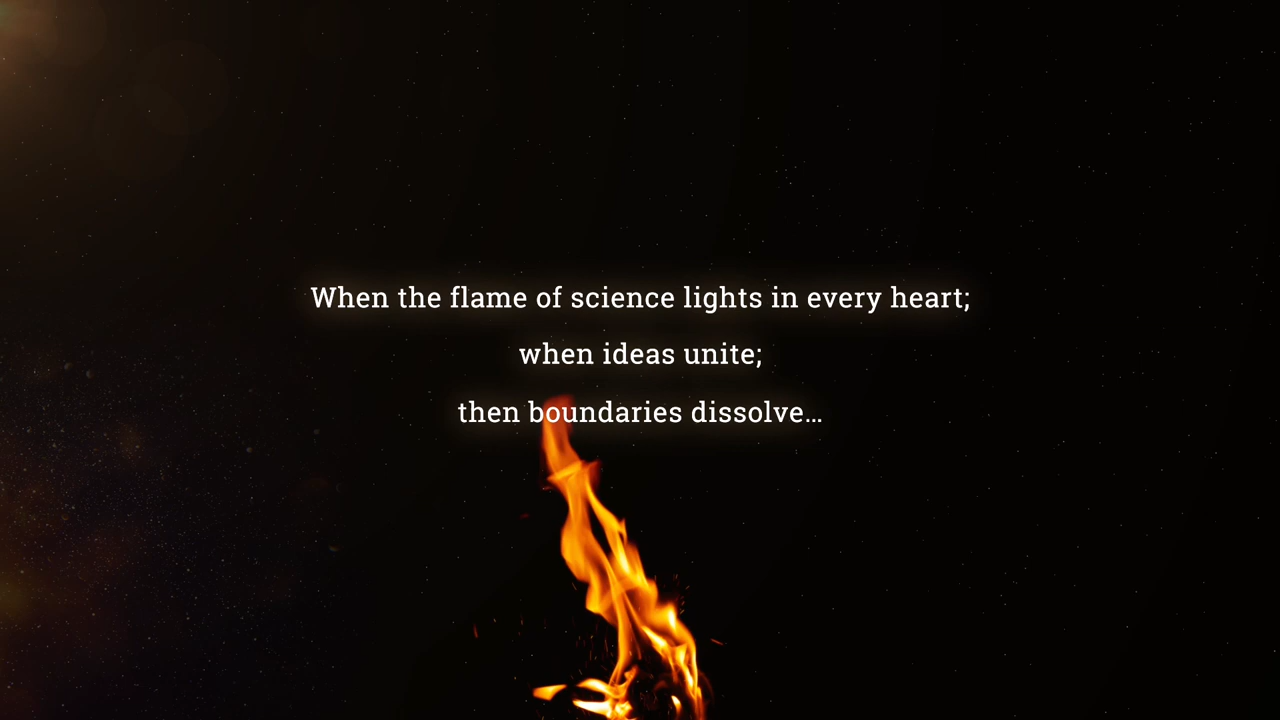 When the flame of science lights in every heart;
when ideas unite;
then boundaries dissolve...